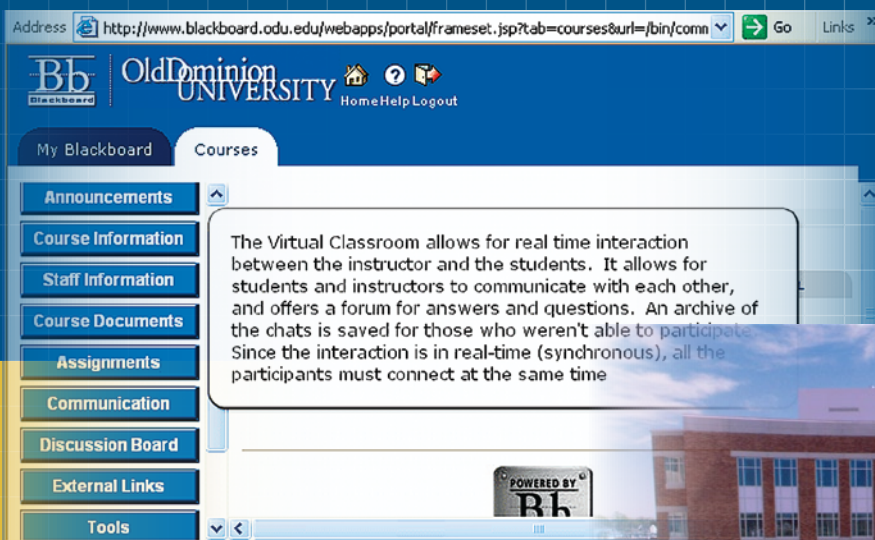 Address http://www.blackboard.odu.edu/webapps/portal/frameset.jsp?tab=courses&url=/bin/comn Go Links
Bb OldDominion
Blackboard UNIVERSITY
Home Help Logout
My Blackboard Courses
Announcements
Course Information
Staff Information
Course Documents
Assignments
Communication
Discussion Board
External Links
Tools
The Virtual Classroom allows for real time interaction
between the instructor and the students. It allows for
students and instructors to communicate with each other,
and offers a forum for answers and questions. An archive of
the chats is saved for those who weren't able to participate.
Since the interaction is in real-time (synchronous), all the
participants must connect at the same time
POWERED BY
Bb